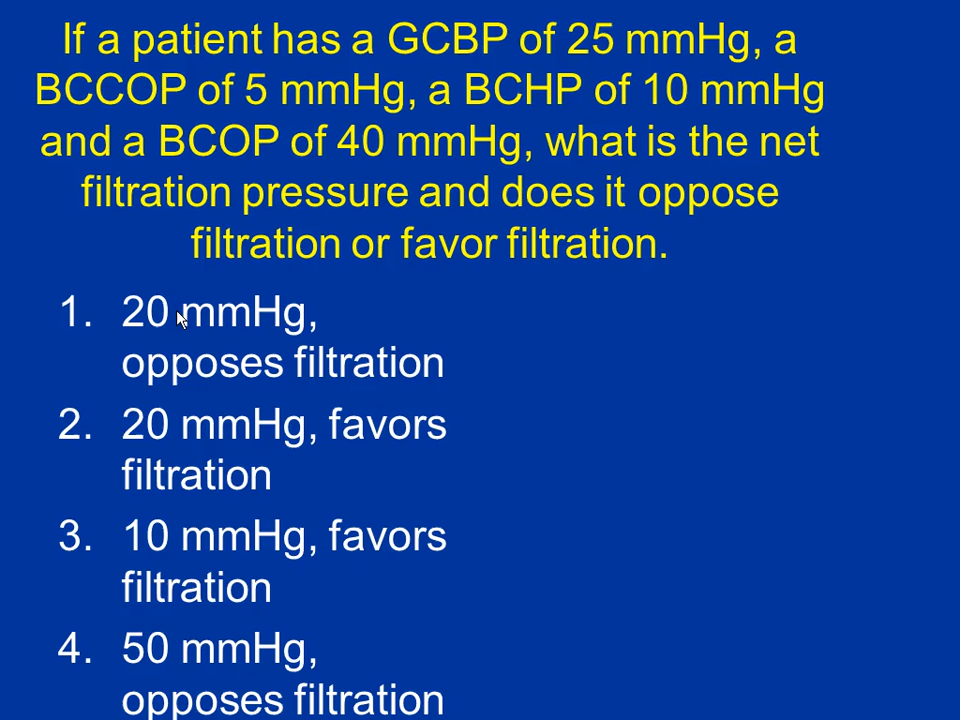 If a patient has a GCBP of 25 mmHg, a
BCCOP of 5 mmHg, a BCHP of 10 mmHg
and a BCOP of 40 mmHg, what is the net
filtration pressure and does it oppose
filtration or favor filtration.
1. 20 mmHg,
opposes filtration
2. 20 mmHg, favors
filtration
3. 10 mmHg, favors
filtration
4. 50 mmHg,
opposes filtration